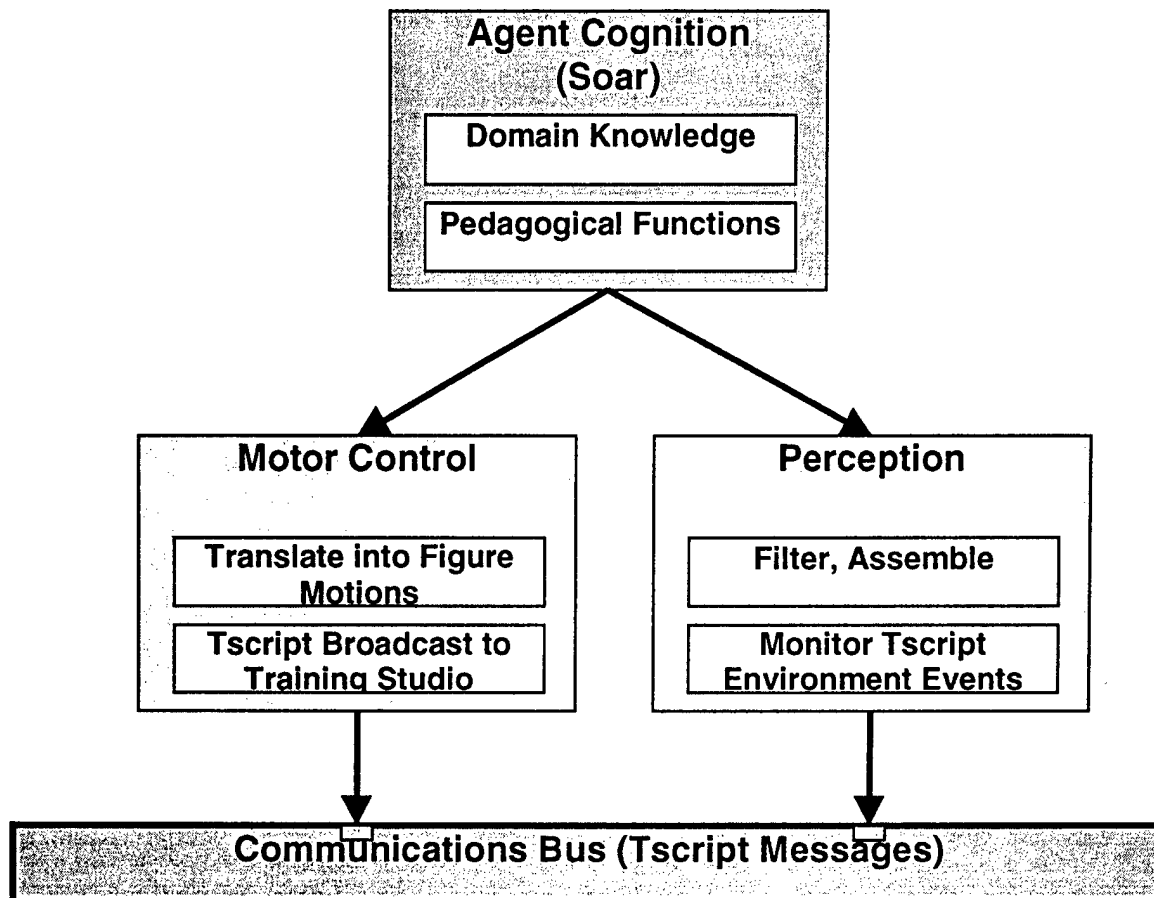 Agent Cognition
(Soar)
Domain Knowledge
Pedagogical Functions
Motor Control
Translate into Figure
Motions
Tscript Broadcast to
Training Studio
Perception
Filter, Assemble
Monitor Tscript
Environment Events
Communications Bus (Tscript Messages)